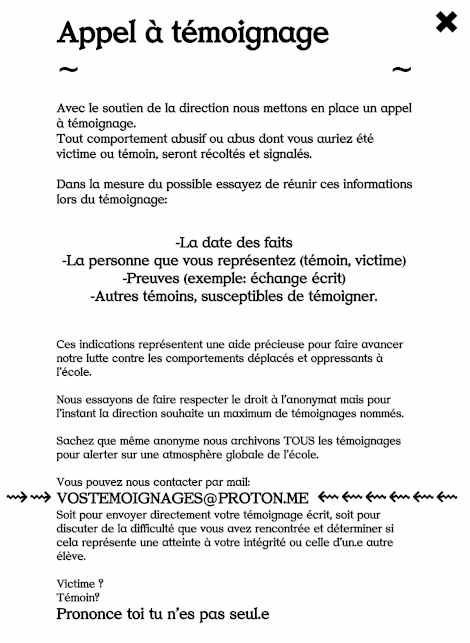 Appel à témoignage
~ ~
Avec le soutien de la direction nous mettons en place un appel
à témoignage.
Tout comportement abusif ou abus dont vous auriez été
victime ou témoin, seront récoltés et signalés.
Dans la mesure du possible essayez de réunir ces informations
lors du témoignage:
-La date des faits
-La personne que vous représentez (témoin, victime)
-Preuves (exemple: échange écrit)
-Autres témoins, susceptibles de témoigner.
Ces indications représentent une aide précieuse pour faire avancer
notre lutte contre les comportements déplacés et oppressants à
l'école.
Nous essayons de faire respecter le droit à l'anonymat mais pour
l'instant la direction souhaite un maximum de témoignages nommés.
Sachez que même anonyme nous archivons TOUS les témoignages
pour alerter sur une atmosphère globale de l'école.
Vous pouvez nous contacter par mail:
VOSTEMOIGNAGES@PROTON.ME
Soit pour envoyer directement votre témoignage écrit, soit pour
discuter de la difficulté que vous avez rencontrée et déterminer si
cela représente une atteinte à votre intégrité ou celle d'un.e autre
élève.
Victime ?
Témoin?
Prononce toi tu n'es pas seul.e